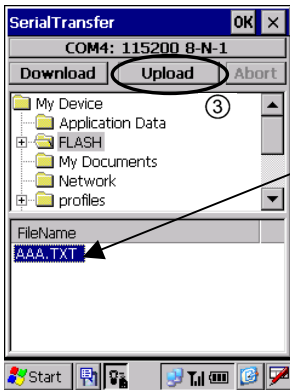 SerialTransfer OK ×
COM4: 115200 8-N-1
Download Upload Abort
③
My Device
Application Data
FLASH
My Documents
Network
profiles
FileName
AAA.TXT
Start